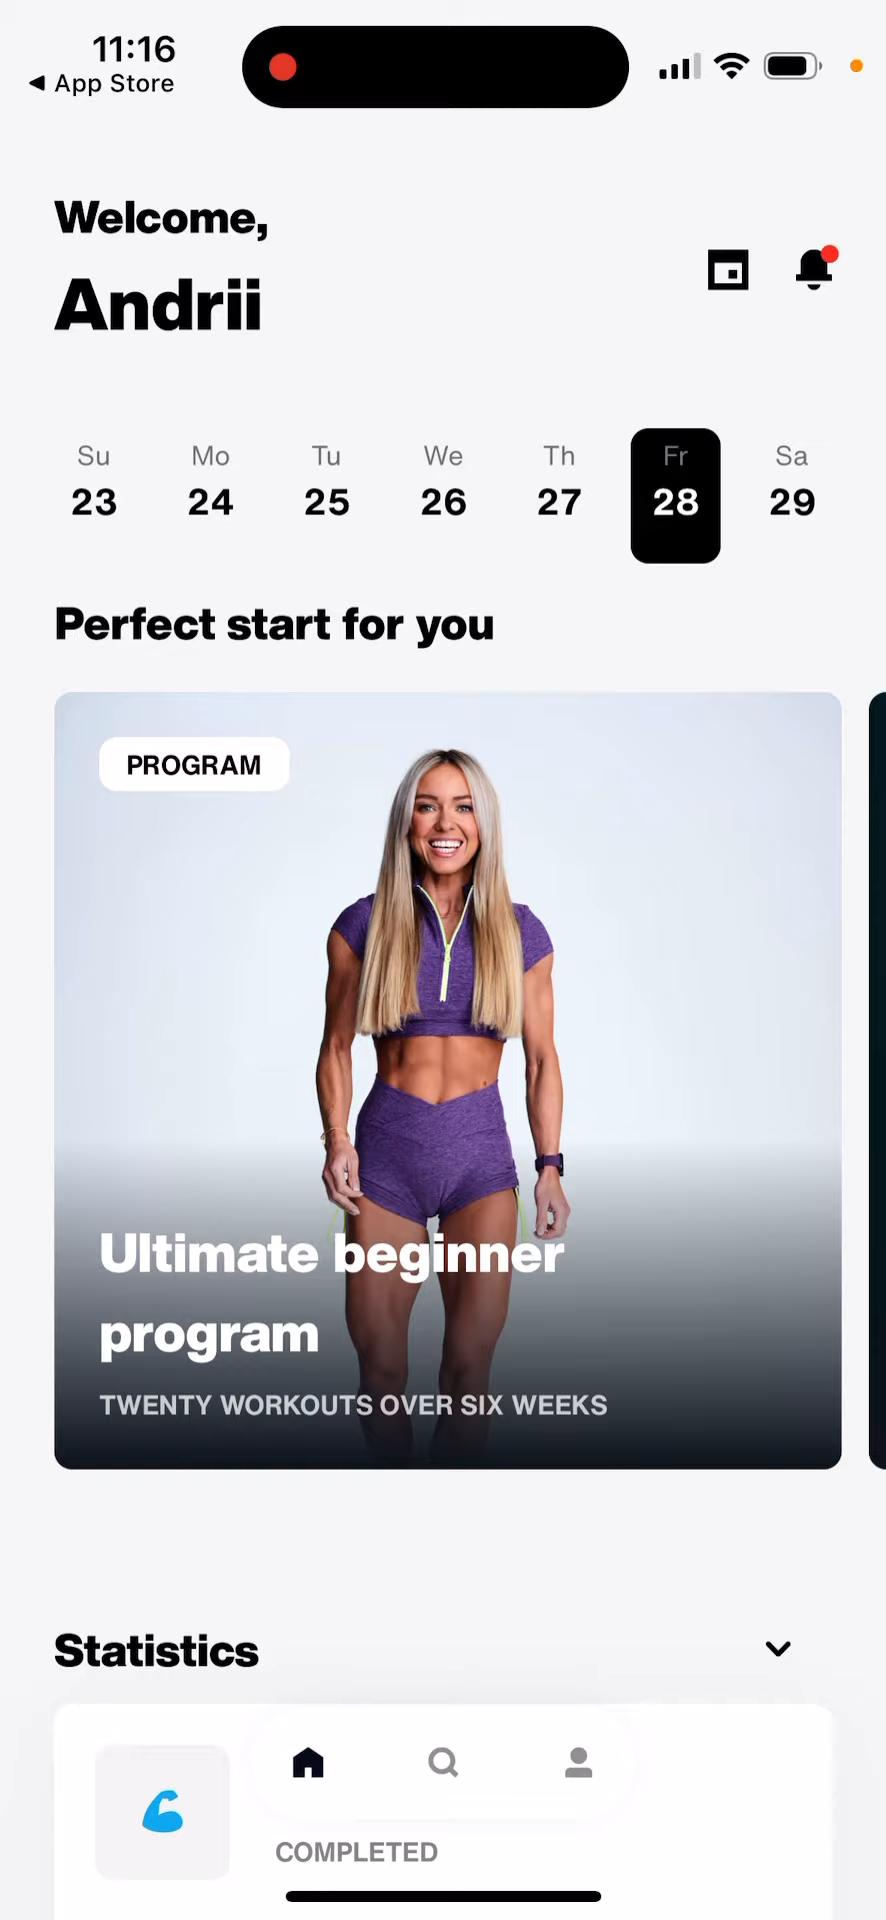 11:16
◀ App Store
Welcome,
Andrii
Su Mo Tu We Th Fr Sa
23 24 25 26 27 28 29
Perfect start for you
PROGRAM
Ultimate beginner
program
TWENTY WORKOUTS OVER SIX WEEKS
Statistics
COMPLETED